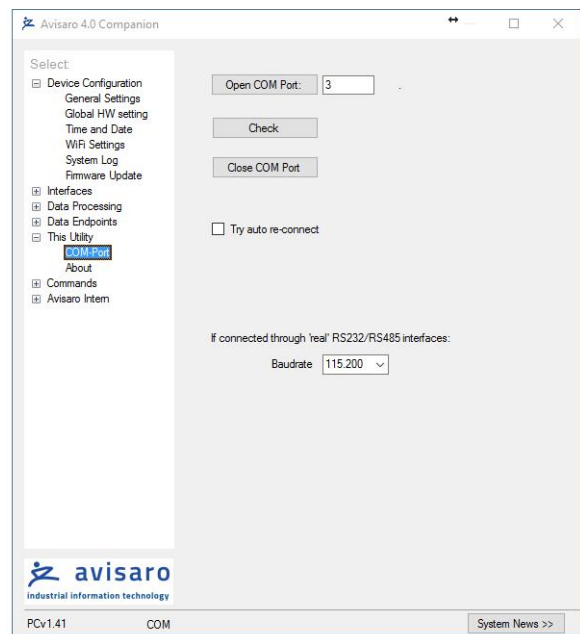 Avisaro 4.0 Companion
Select:
Device Configuration
General Settings
Global HW setting
Time and Date
WiFi Settings
System Log
Firmware Update
Interfaces
Data Processing
Data Endpoints
This Utility
COM-Port
About
Commands
Avisaro Intern
Open COM Port: 3 .
Check
Close COM Port
Try auto re-connect
If connected through 'real' RS232/RS485 interfaces:
Baudrate 115.200
avisaro
industrial information technology
PCv1.41 COM System News >>